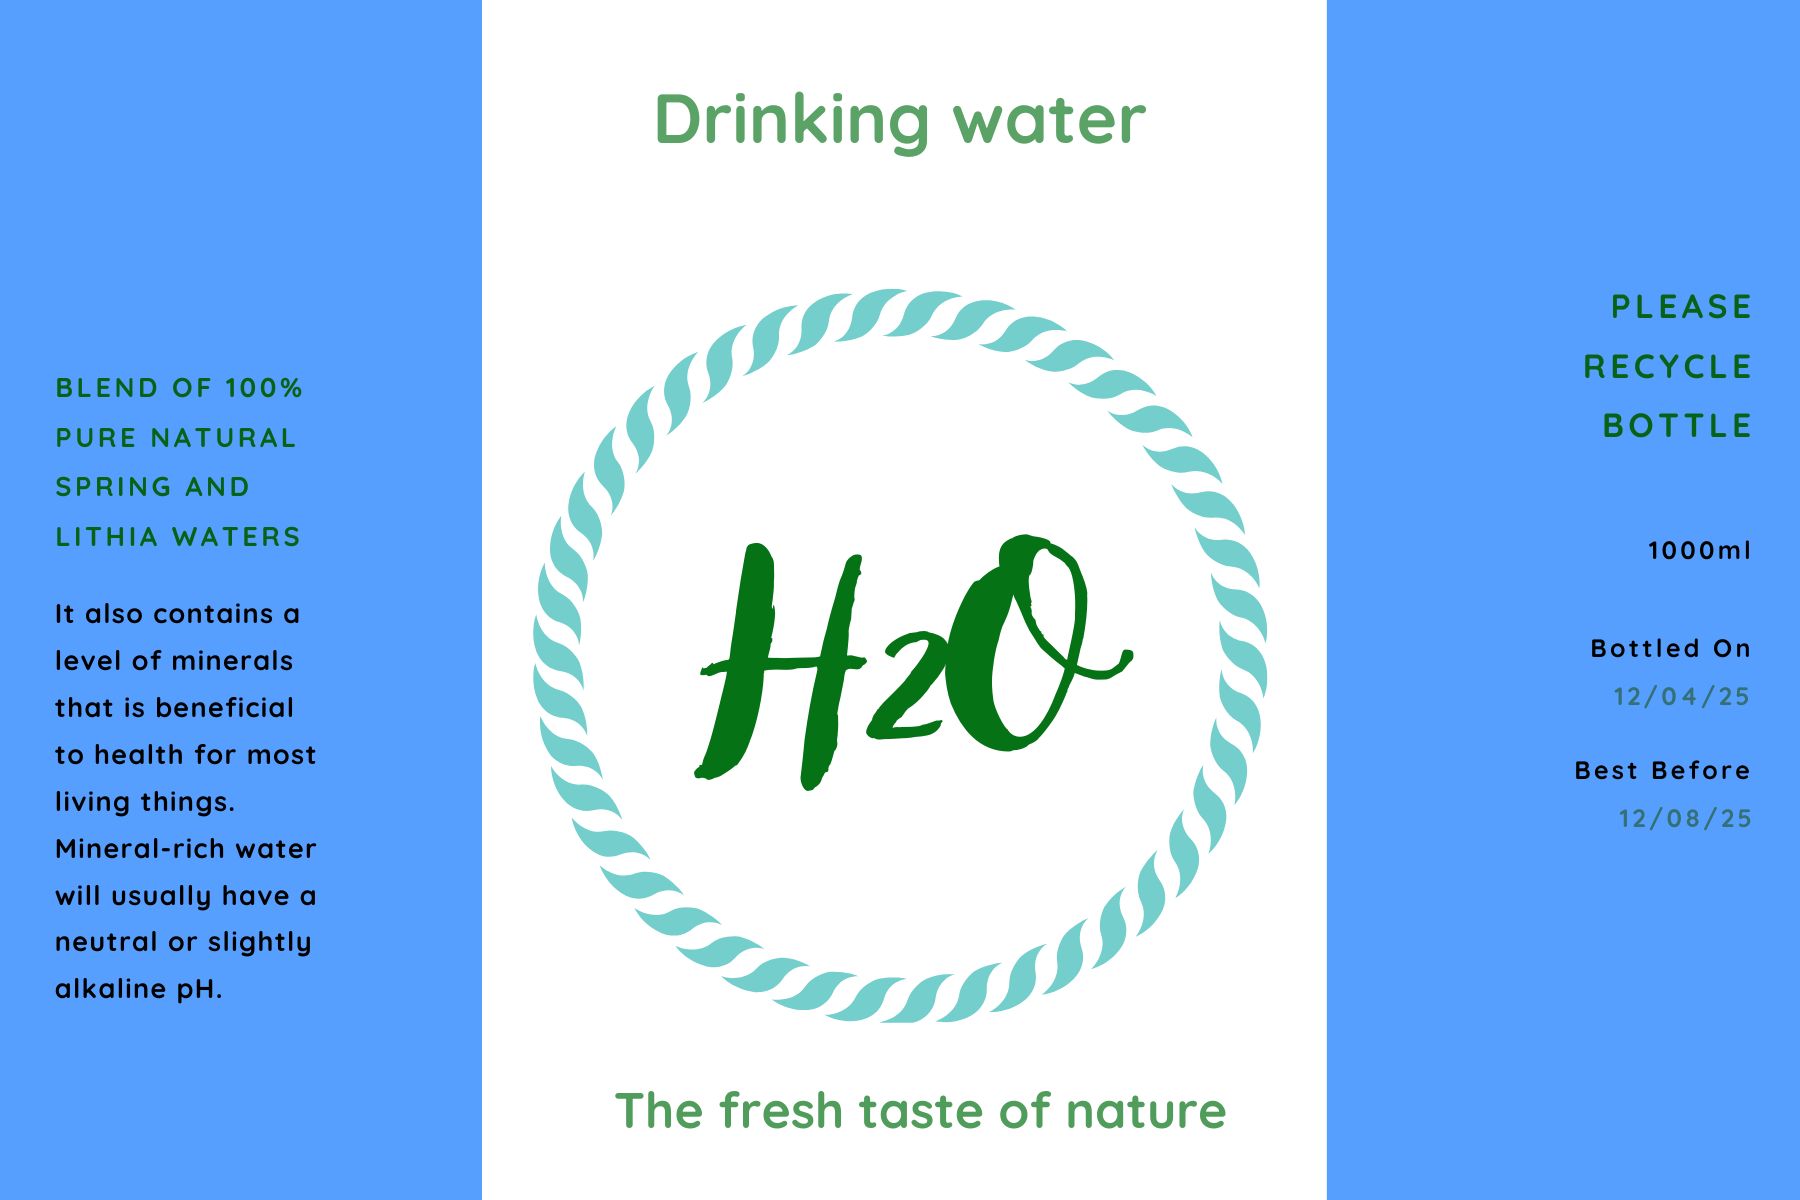 Drinking water
BLEND OF 100%
PURE NATURAL
SPRING AND
LITHIA WATERS
It also contains a
level of minerals
that is beneficial
to health for most
living things.
Mineral-rich water
will usually have a
neutral or slightly
alkaline pH.
H2O
The fresh taste of nature
PLEASE
RECYCLE
BOTTLE
1000ml
Bottled On
12/04/25
Best Before
12/08/25